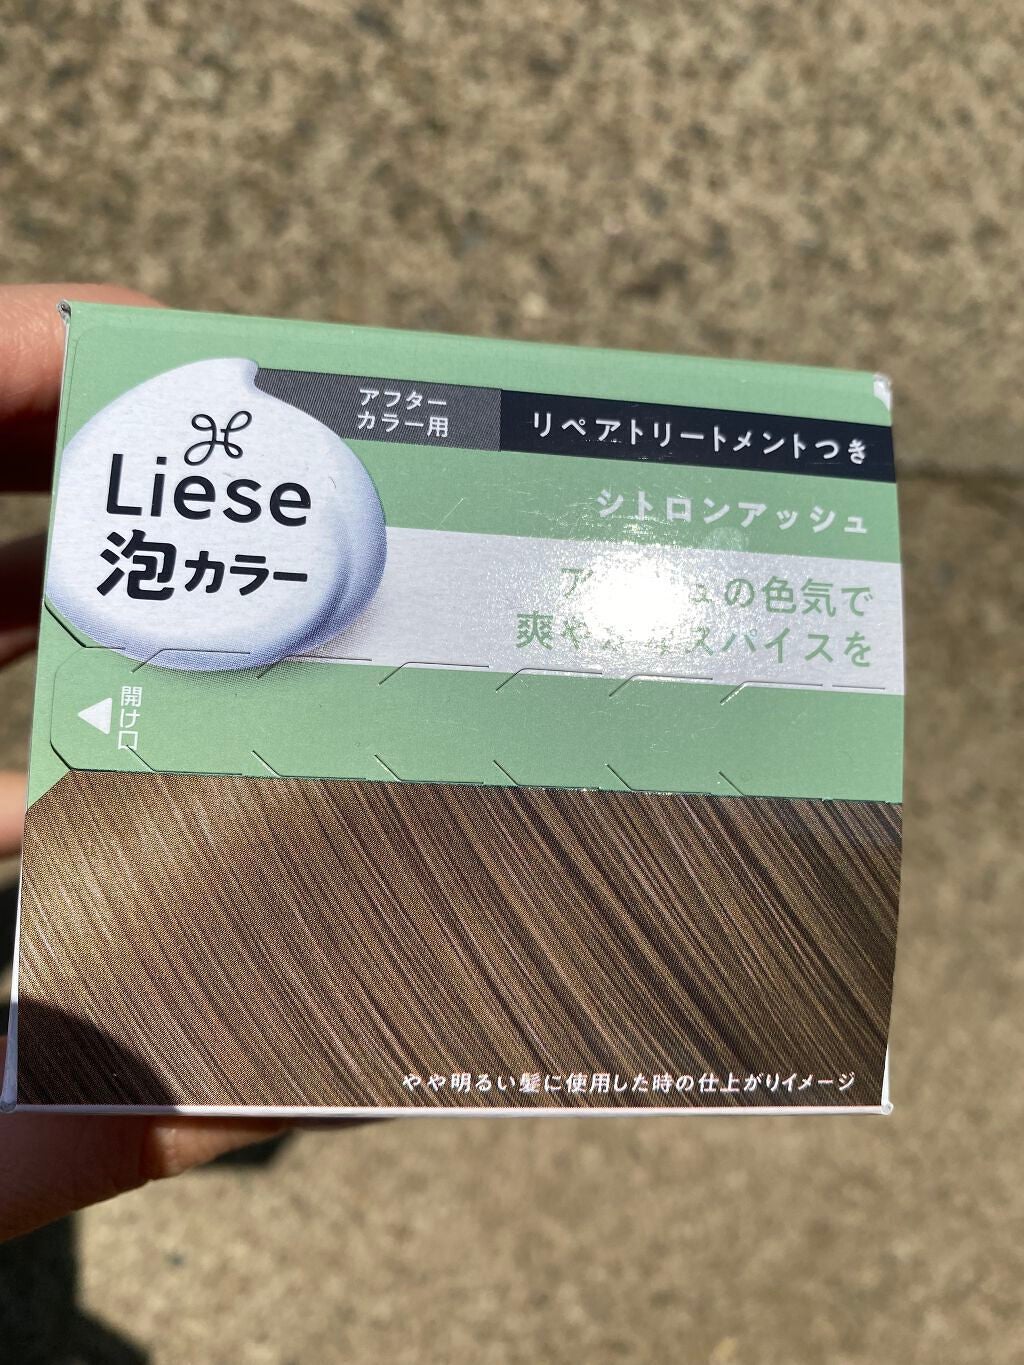 Liese
泡カラー
アフター
カラー用
リペアトリートメントつき
シトロンアッシュ
の色気で
爽や スパイスを
開け口
やや明るい髪に使用した時の仕上がりイメージ